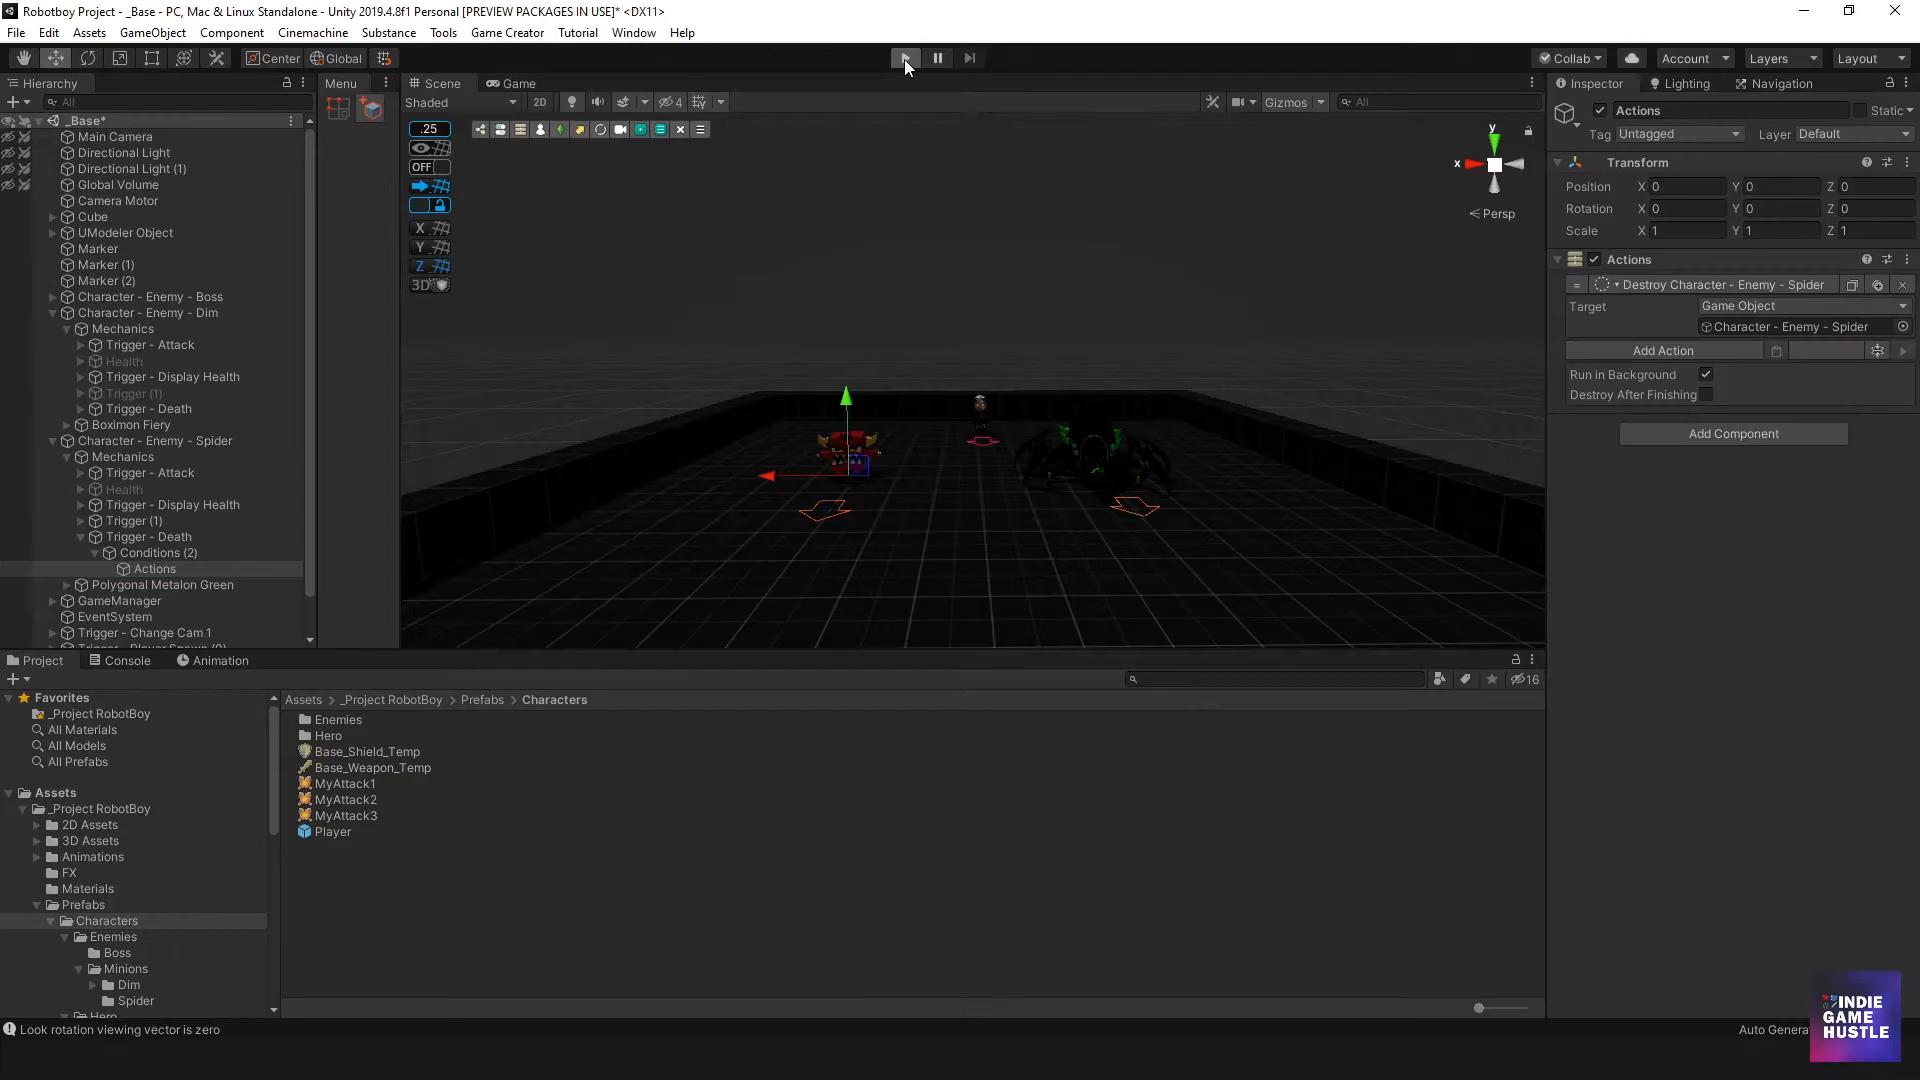 Robotboy Project - _Base - PC, Mac & Linux Standalone - Unity 2019.4.8f1 Personal [PREVIEW PACKAGES IN USE]* <DX11>
File Edit Assets GameObject Component Cinemachine Substance Tools Game Creator Tutorial Window Help
Center Global Collab Account Layers Layout
Hierarchy
All
_Base*
Main Camera
Directional Light
Directional Light (1)
Global Volume
Camera Motor
Cube
UModeler Object
Marker
Marker (1)
Marker (2)
Character - Enemy - Boss
Character - Enemy - Dim
Mechanics
Trigger - Attack
Health
Trigger - Display Health
Trigger (1)
Trigger - Death
Boximon Fiery
Character - Enemy - Spider
Mechanics
Trigger - Attack
Health
Trigger - Display Health
Trigger (1)
Trigger - Death
Conditions (2)
Actions
Polygonal Metalon Green
GameManager
EventSystem
Trigger - Change Cam 1
Menu
Scene Game
Shaded 2D 4 Gizmos All
.25
OFF
X
Y
Z
3D
y
x
Persp
Inspector Lighting Navigation
Actions Static
Tag Untagged Layer Default
Transform
Position X 0 Y 0 Z 0
Rotation X 0 Y 0 Z 0
Scale X 1 Y 1 Z 1
Actions
Destroy Character - Enemy - Spider
Target Game Object
Character - Enemy - Spider
Add Action
Run in Background
Destroy After Finishing
Add Component
Project Console Animation
16
Favorites
_Project RobotBoy
All Materials
All Models
All Prefabs
Assets
_Project RobotBoy
2D Assets
3D Assets
Animations
FX
Materials
Prefabs
Characters
Enemies
Boss
Minions
Dim
Spider
Hero
Assets > _Project RobotBoy > Prefabs > Characters
Enemies
Hero
Base_Shield_Temp
Base_Weapon_Temp
MyAttack1
MyAttack2
MyAttack3
Player
Look rotation viewing vector is zero
Auto Genera
INDIE
GAME
HUSTLE